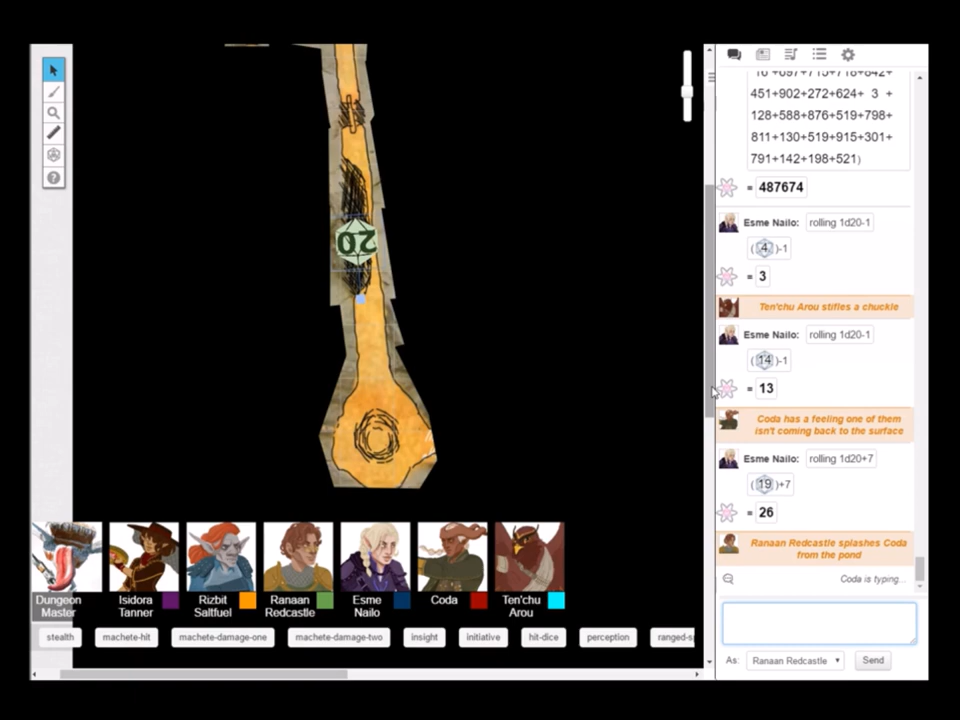 10 +697+715+718+842+
451+902+272+624+ 3 +
128+588+876+519+798+
811+130+519+915+301+
791+142+198+521)
= 487674
Esme Nailo: rolling 1d20-1
(4)-1
= 3
Ten'chu Arou stifles a chuckle
Esme Nailo: rolling 1d20-1
(14)-1
= 13
Coda has a feeling one of them
isn't coming back to the surface
Esme Nailo: rolling 1d20+7
(19)+7
= 26
Ranaan Redcastle splashes Coda
from the pond
Coda is typing...
As: Ranaan Redcastle Send
20
Dungeon
Master
Isidora
Tanner
Rizbit
Saltfuel
Ranaan
Redcastle
Esme
Nailo
Coda
Ten'chu
Arou
stealth machete-hit machete-damage-one machete-damage-two insight initiative hit-dice perception ranged-s